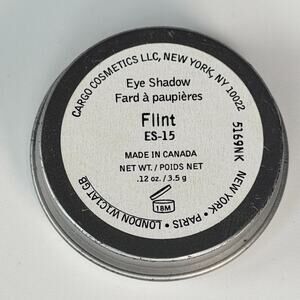 CARGO COSMETICS LLC, NEW YORK, NY 10022
Eye Shadow
Fard à paupières
Flint
ES-15
MADE IN CANADA
NET WT. / POIDS NET
.12 oz. / 3.5 g
18M
5169NK
NEW YORK • PARIS • LONDON W1C1AT GB